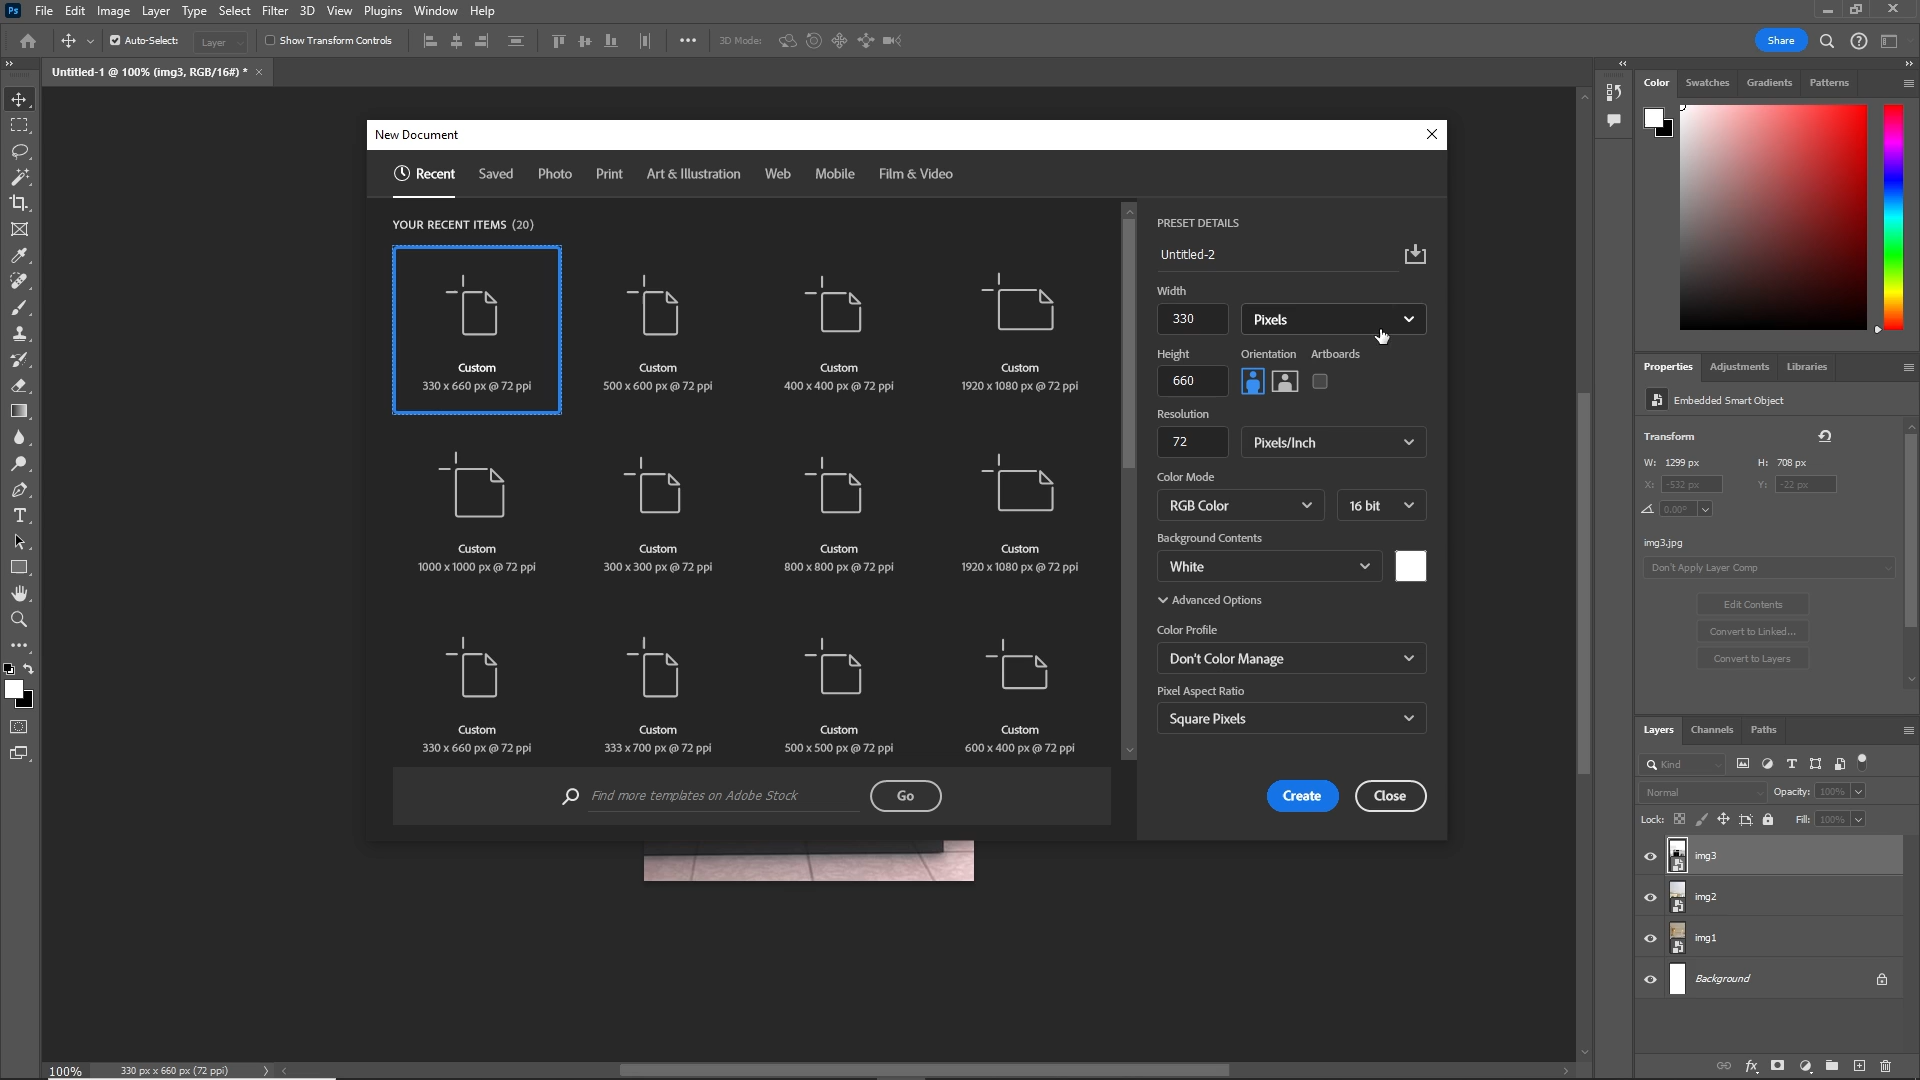 Ps File Edit Image Layer Type Select Filter 3D View Plugins Window Help
Auto-Select: Layer Show Transform Controls 3D Mode: Share
Untitled-1 @ 100% (img3, RGB/16#) *
New Document
Recent Saved Photo Print Art & Illustration Web Mobile Film & Video
YOUR RECENT ITEMS (20)
Custom
330 x 660 px @ 72 ppi
Custom
500 x 600 px @ 72 ppi
Custom
400 x 400 px @ 72 ppi
Custom
1920 x 1080 px @ 72 ppi
Custom
1000 x 1000 px @ 72 ppi
Custom
300 x 300 px @ 72 ppi
Custom
800 x 800 px @ 72 ppi
Custom
1920 x 1080 px @ 72 ppi
Custom
330 x 660 px @ 72 ppi
Custom
333 x 700 px @ 72 ppi
Custom
500 x 500 px @ 72 ppi
Custom
600 x 400 px @ 72 ppi
Find more templates on Adobe Stock Go
PRESET DETAILS
Untitled-2
Width
330 Pixels
Height Orientation Artboards
660
Resolution
72 Pixels/Inch
Color Mode
RGB Color 16 bit
Background Contents
White
Advanced Options
Color Profile
Don't Color Manage
Pixel Aspect Ratio
Square Pixels
Create Close
Color Swatches Gradients Patterns
Properties Adjustments Libraries
Embedded Smart Object
Transform
W: 1299 px H: 708 px
X: -532 px Y: -22 px
0.00°
img3.jpg
Don't Apply Layer Comp
Edit Contents
Convert to Linked...
Convert to Layers
Layers Channels Paths
Kind
Normal Opacity: 100%
Lock: Fill: 100%
img3
img2
img1
Background
100% 330 px x 660 px (72 ppi)